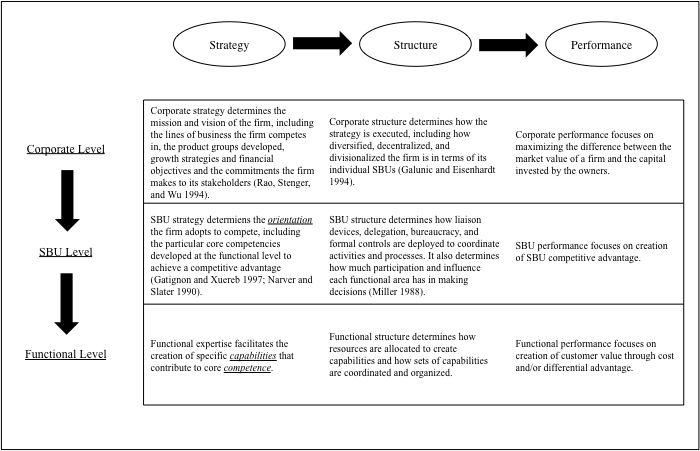 Strategy
Structure
Performance
Corporate Level
Corporate strategy determines the
mission and vision of the firm, including
the lines of business the firm competes
in, the product groups developed,
growth strategies and financial
objectives and the commitments the firm
makes to its stakeholders (Rao, Stenger,
and Wu 1994).
Corporate structure determines how the
strategy is executed, including how
diversified, decentralized, and
divisionalized the firm is in terms of its
individual SBUs (Galunic and Eisenhardt
1994).
Corporate performance focuses on
maximizing the difference between the
market value of a firm and the capital
invested by the owners.
SBU Level
SBU strategy determiens the orientation
the firm adopts to compete, including
the particular core competencies
developed at the functional level to
achieve a competitive advantage
(Gatignon and Xuereb 1997; Narver and
Slater 1990).
SBU structure determines how liaison
devices, delegation, bureaucracy, and
formal controls are deployed to coordinate
activities and processes. It also determines
how much participation and influence
each functional area has in making
decisions (Miller 1988).
SBU performance focuses on creation
of SBU competitive advantage.
Functional Level
Functional expertise facilitates the
creation of specific capabilities that
contribute to core competence.
Functional structure determines how
resources are allocated to create
capabilities and how sets of capabilities
are coordinated and organized.
Functional performance focuses on
creation of customer value through cost
and/or differential advantage.